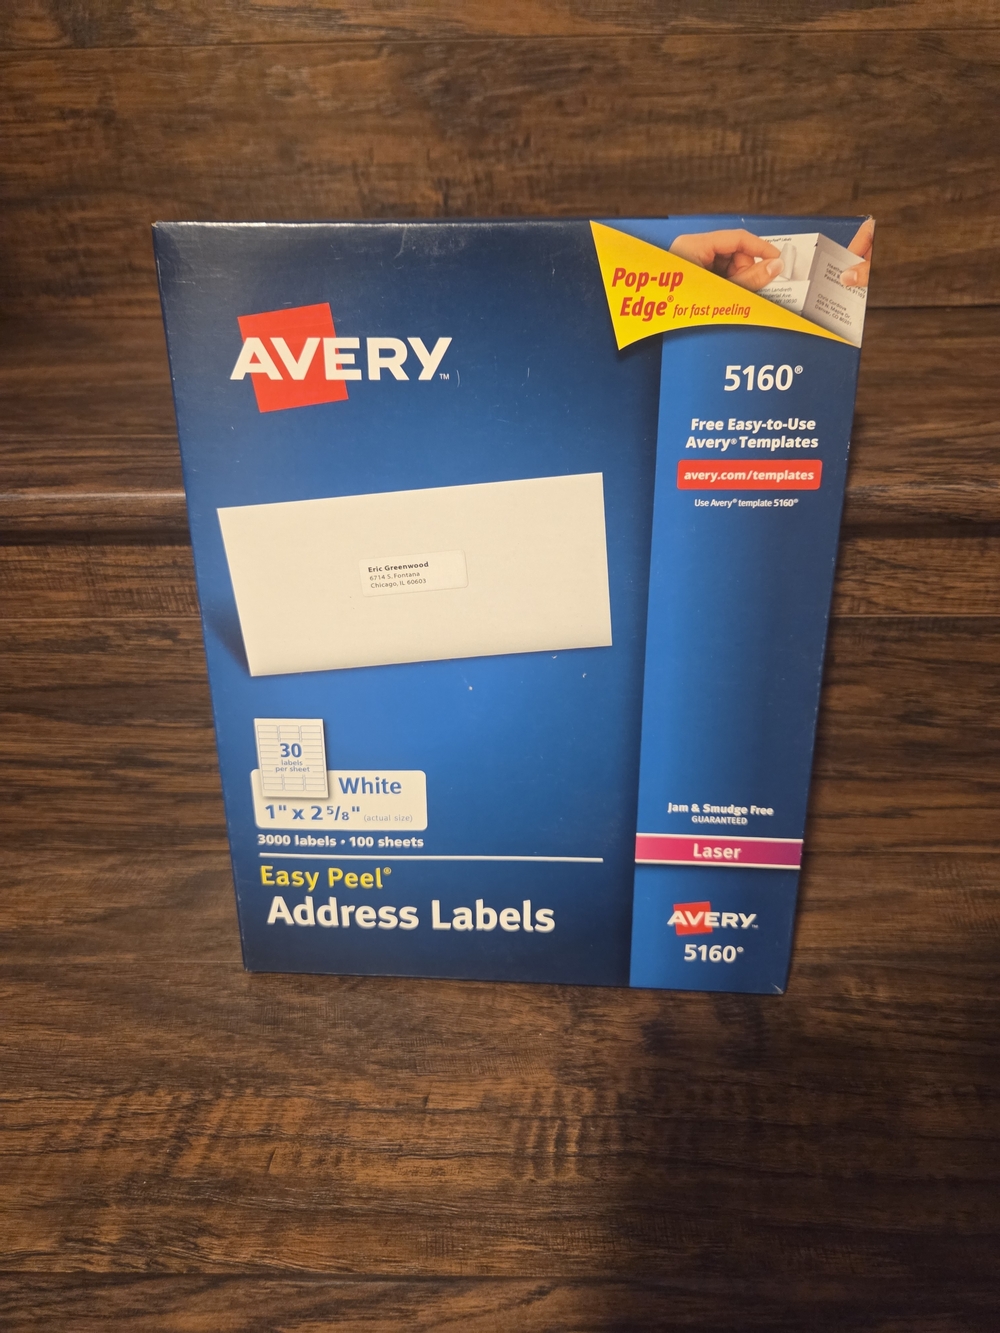 AVERY™
Pop-up
Edge® for fast peeling
5160®
Free Easy-to-Use
Avery® Templates
avery.com/templates
Use Avery® template 5160®
Eric Greenwood
6714 S. Fontana
Chicago, IL 60603
30
labels
per sheet
White
1" x 2 5/8" (actual size)
3000 labels • 100 sheets
Easy Peel®
Address Labels
Jam & Smudge Free
GUARANTEED
Laser
AVERY™
5160®